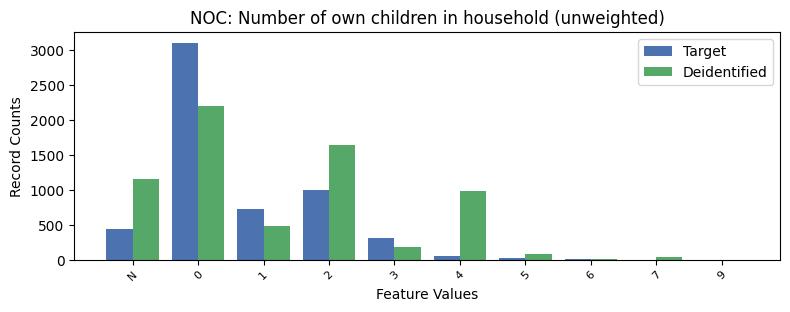 NOC: Number of own children in household (unweighted)
Target
Deidentified
Record Counts
3000
2500
2000
1500
1000
500
0
N 0 1 2 3 4 5 6 7 9
Feature Values